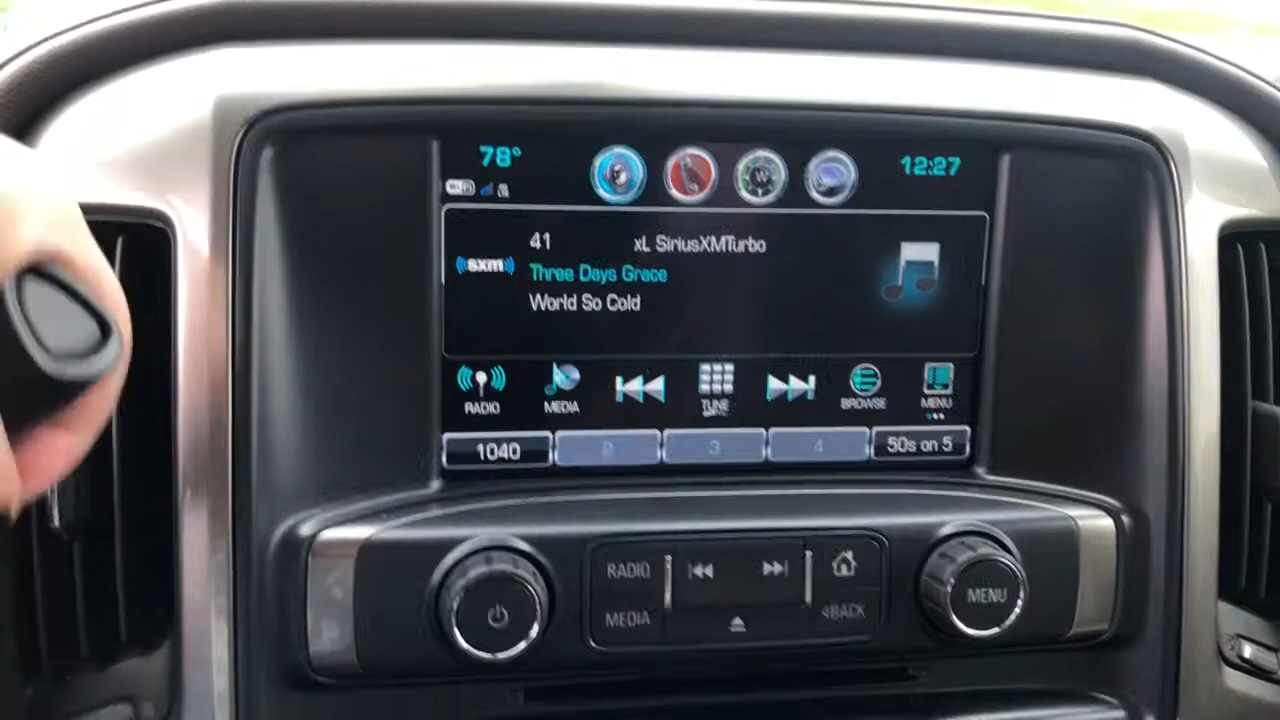 78°
W
12:27
41
xL SiriusXMTurbo
sxm
Three Days Grace
World So Cold
RADIO
MEDIA
TUNE
BROWSE
MENU
1040
2
3
4
50s on 5
RADIO
MEDIA
BACK
MENU